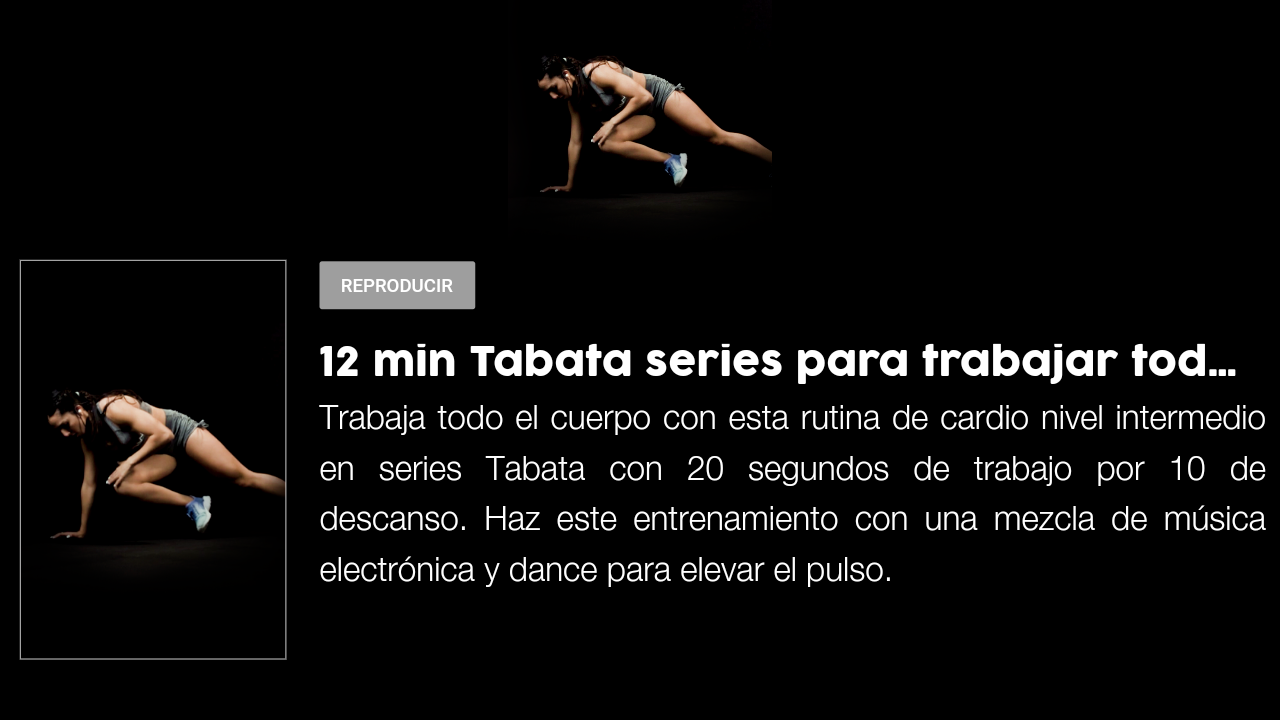 REPRODUCIR
12 min Tabata series para trabajar tod...
Trabaja todo el cuerpo con esta rutina de cardio nivel intermedio
en series Tabata con 20 segundos de trabajo por 10 de
descanso. Haz este entrenamiento con una mezcla de música
electrónica y dance para elevar el pulso.